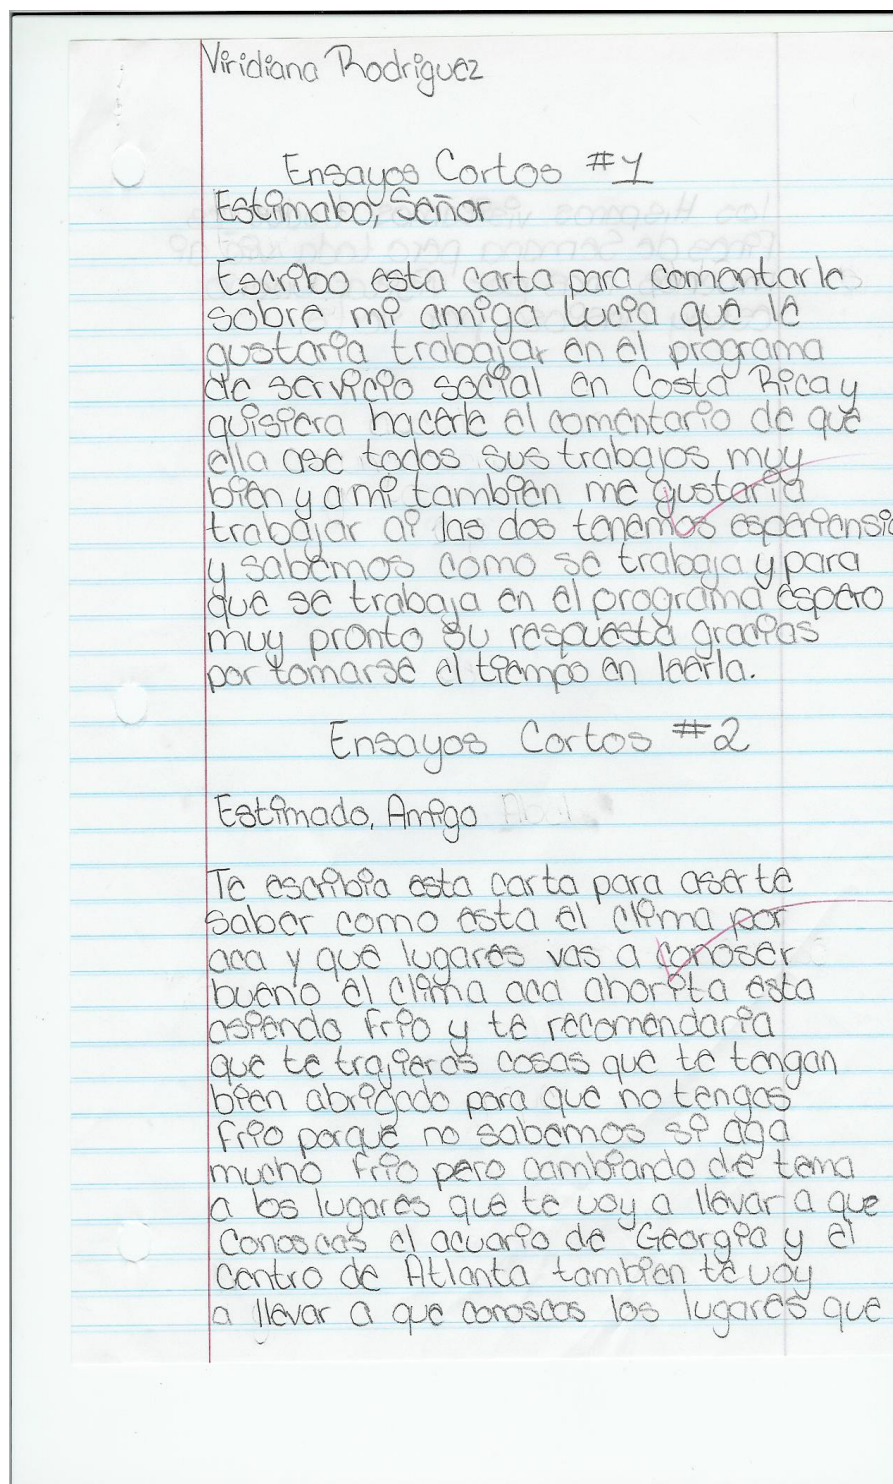 Viridiana Rodriguez
Ensayos Cortos #1
Estimabo, Señor
Escribo esta carta para comentarle
sobre mi amiga Lucia que le
gustaria trabajar en el programa
de servicio social en Costa Rica y
quisiera hacerle el comentario de que
ella ase todos sus trabajos muy
bien y a mi tambien me gustaria
trabajar ai las dos tenemos esperiensia
y sabemos como se trabaja y para
que se trabaja en el programa espero
muy pronto su respuesta gracias
por tomarse el tiempo en leerla.
Ensayos Cortos #2
Estimado, Amigo
Te escribia esta carta para aserte
saber como esta el clima por
aca y que lugares vas a conoser
bueno el clima aca ahorita esta
asiendo frio y te recomendaria
que te trajieras cosas que te tengan
bien abrigado para que no tengas
frio porque no sabemos si aga
mucho frio pero cambiando de tema
a los lugares que te voy a llevar a que
conoscas el acuario de Georgia y el
centro de Atlanta tambien te voy
a llevar a que conoscas los lugares que